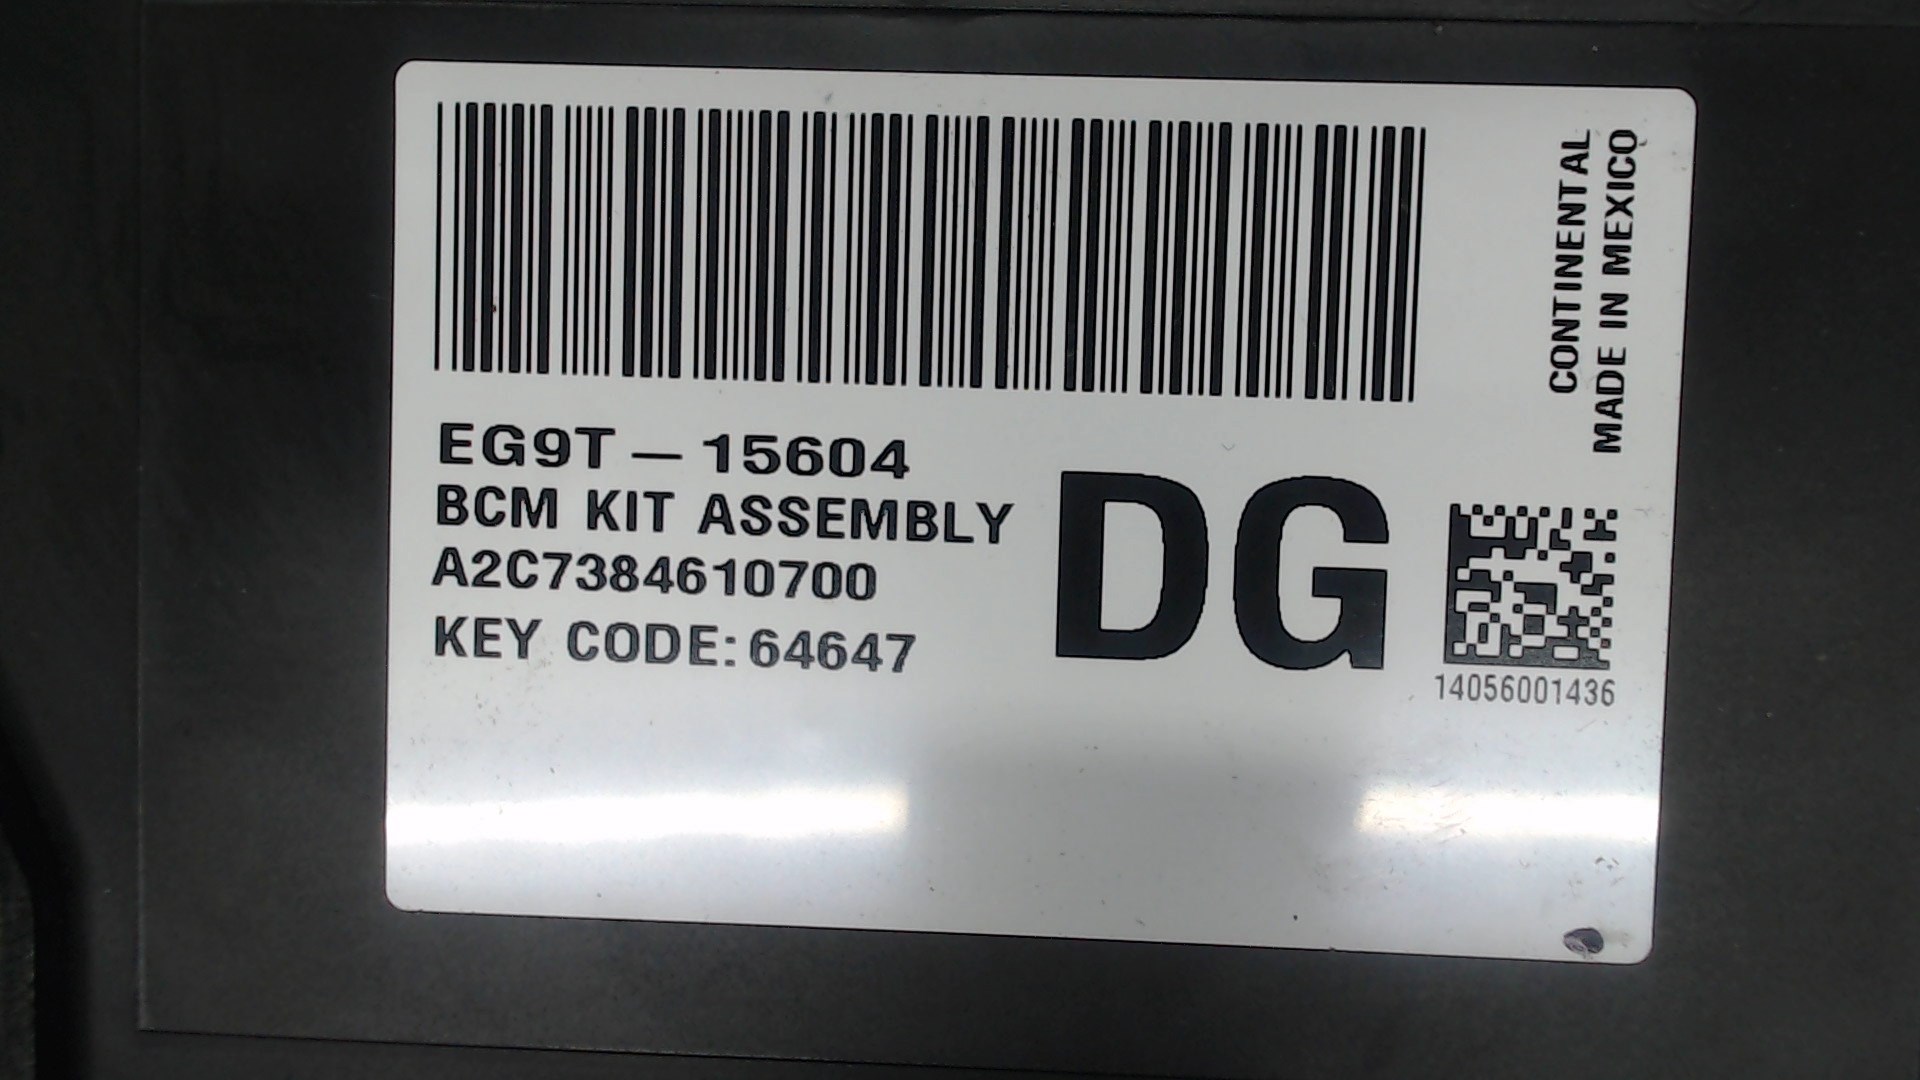 EG9T – 15604
BCM KIT ASSEMBLY
A2C7384610700
KEY CODE: 64647
DG
CONTINENTAL
MADE IN MEXICO
14056001436